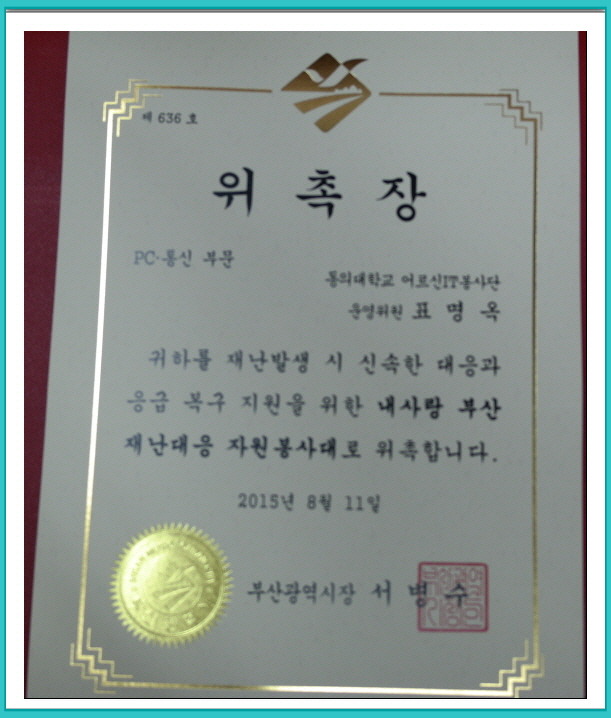 제 636 호
위 촉 장
PC·통신 부문
동의대학교 어르신IT봉사단
운영위원 표 명 옥
귀하를 재난발생 시 신속한 대응과
응급 복구 지원을 위한 내사랑 부산
재난대응 자원봉사대로 위촉합니다.
2015년 8월 11일
부산광역시장 서 병 수